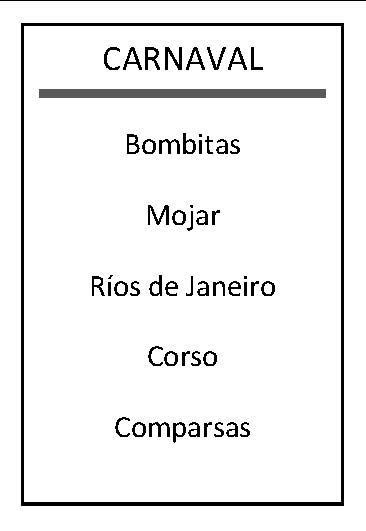 CARNAVAL
Bombitas
Mojar
Ríos de Janeiro
Corso
Comparsas